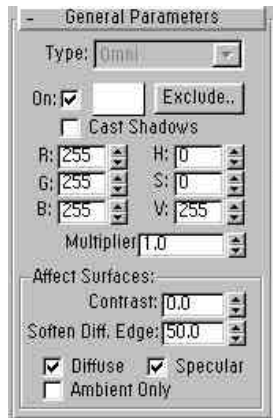 - General Parameters
Type: Omni
On: Exclude..
Cast Shadows
R: 255 H: 0
G: 255 S: 0
B: 255 V: 255
Multiplier 1.0
Affect Surfaces:
Contrast: 0.0
Soften Diff. Edge: 50.0
Diffuse Specular
Ambient Only